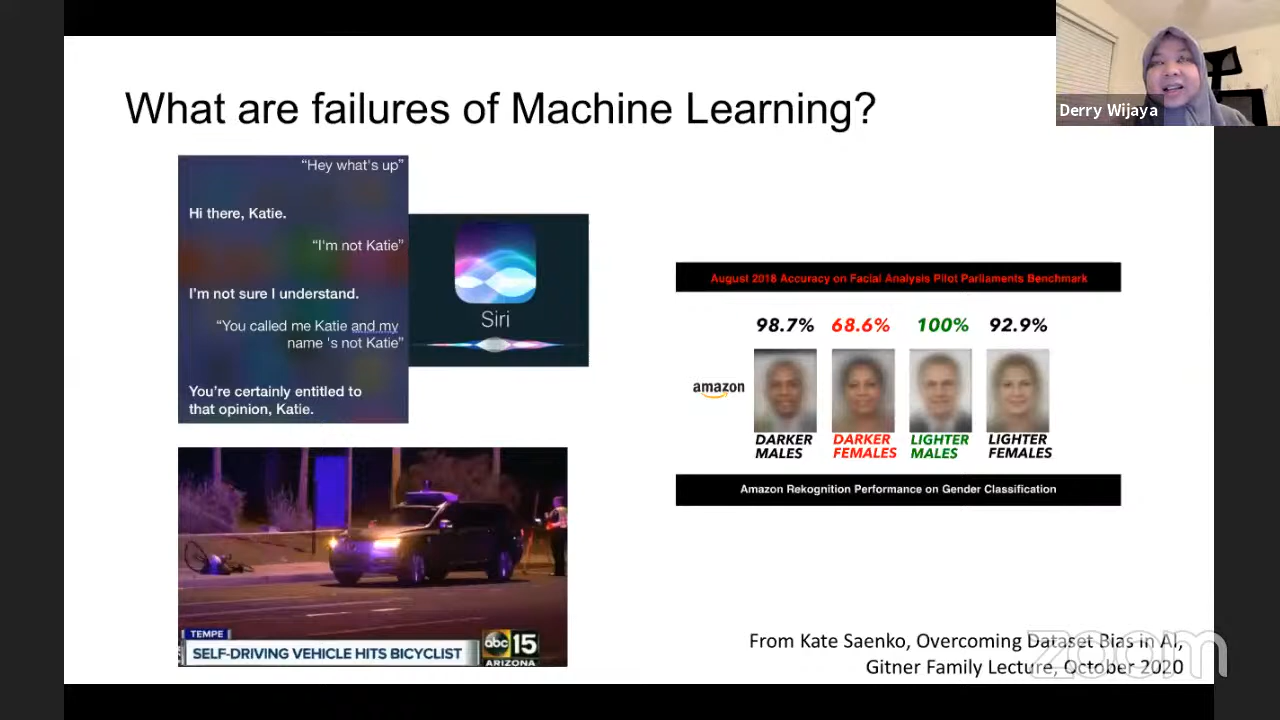 Derry Wijaya
What are failures of Machine Learning?
“Hey what's up”
Hi there, Katie.
“I'm not Katie”
I'm not sure I understand.
“You called me Katie and my
name 's not Katie”
You're certainly entitled to
that opinion, Katie.
Siri
TEMPE
SELF-DRIVING VEHICLE HITS BICYCLIST
abc 15
ARIZONA
August 2018 Accuracy on Facial Analysis Pilot Parliaments Benchmark
98.7% 68.6% 100% 92.9%
amazon
DARKER MALES
DARKER FEMALES
LIGHTER MALES
LIGHTER FEMALES
Amazon Rekognition Performance on Gender Classification
From Kate Saenko, Overcoming Dataset Bias in AI,
Gitner Family Lecture, October 2020
zoom